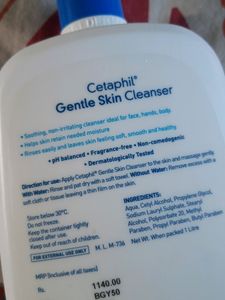 Cetaphil®
Gentle Skin Cleanser
• Soothing, non-irritating cleanser ideal for face, hands, body.
• Helps skin retain needed moisture
• Rinses easily and leaves skin feeling soft, smooth and healthy
• pH balanced • Fragrance-free • Non-comedogenic
• Dermatologically Tested
Direction for use: Apply Cetaphil® Gentle Skin Cleanser to the skin and massage gently.
With Water: Rinse and pat dry with a soft towel. Without Water: Remove excess with a
soft cloth or tissue leaving a thin film on the skin.
Store below 30°C.
Do not freeze.
Keep the container tightly
closed after use.
Keep out of reach of children.
FOR EXTERNAL USE ONLY
M. L. M-736
INGREDIENTS:
Aqua, Cetyl Alcohol, Propylene Glycol,
Sodium Lauryl Sulphate, Stearyl
Alcohol, Methyl
Paraben, Propyl Paraben, Butyl Paraben
Net Wt. When packed 1 Litre
MRP (Inclusive of all taxes)
Rs. 1140.00
BGY50